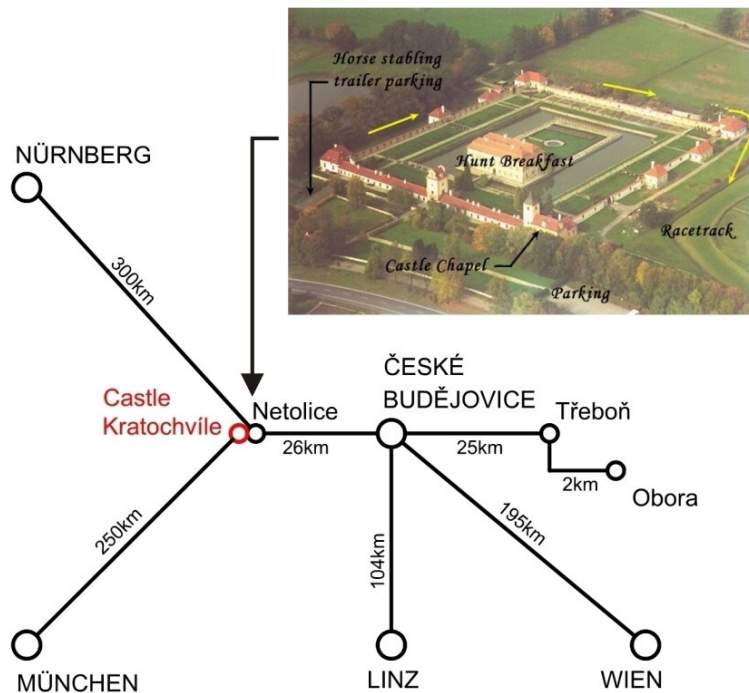 Horse stabling
trailer parking
Hunt Breakfast
Racetrack
Castle Chapel
Parking
NÜRNBERG
300km
ČESKÉ
BUDĚJOVICE
Castle
Kratochvíle
Netolice
Třeboň
26km
25km
2km
Obora
250km
104km
195km
MÜNCHEN
LINZ
WIEN